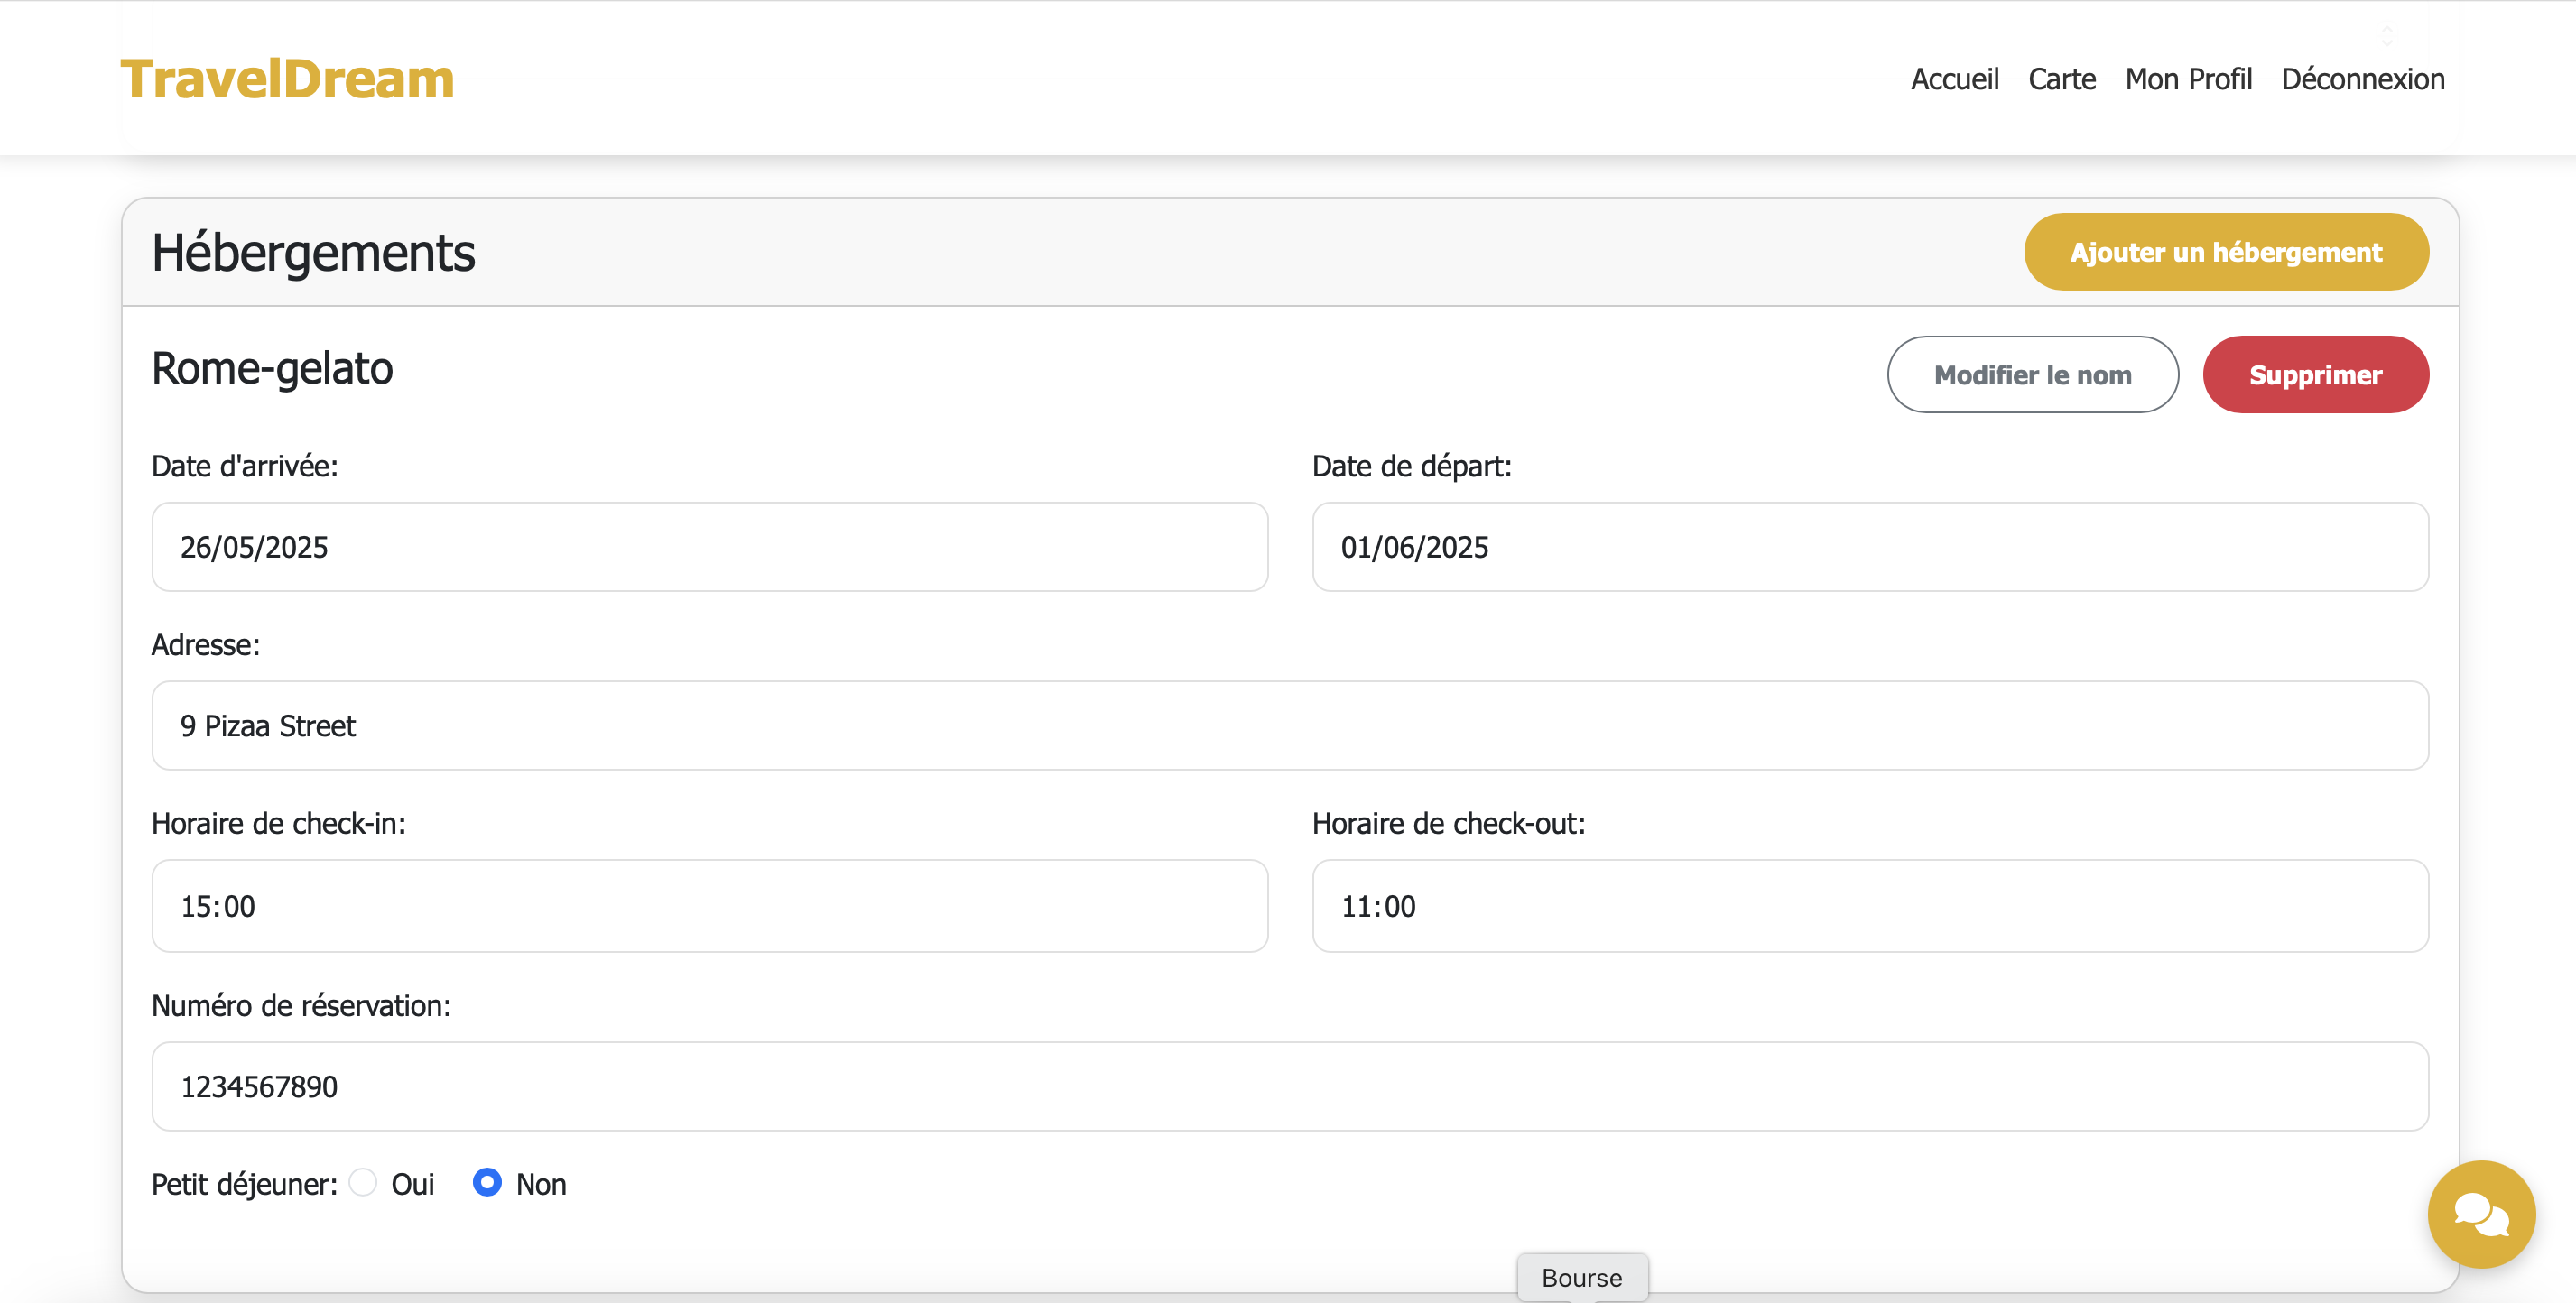 TravelDream
Accueil Carte Mon Profil Déconnexion
Hébergements
Ajouter un hébergement
Rome-gelato
Modifier le nom
Supprimer
Date d'arrivée:
Date de départ:
26/05/2025
01/06/2025
Adresse:
9 Pizaa Street
Horaire de check-in:
Horaire de check-out:
15:00
11:00
Numéro de réservation:
1234567890
Petit déjeuner: Oui Non
Bourse